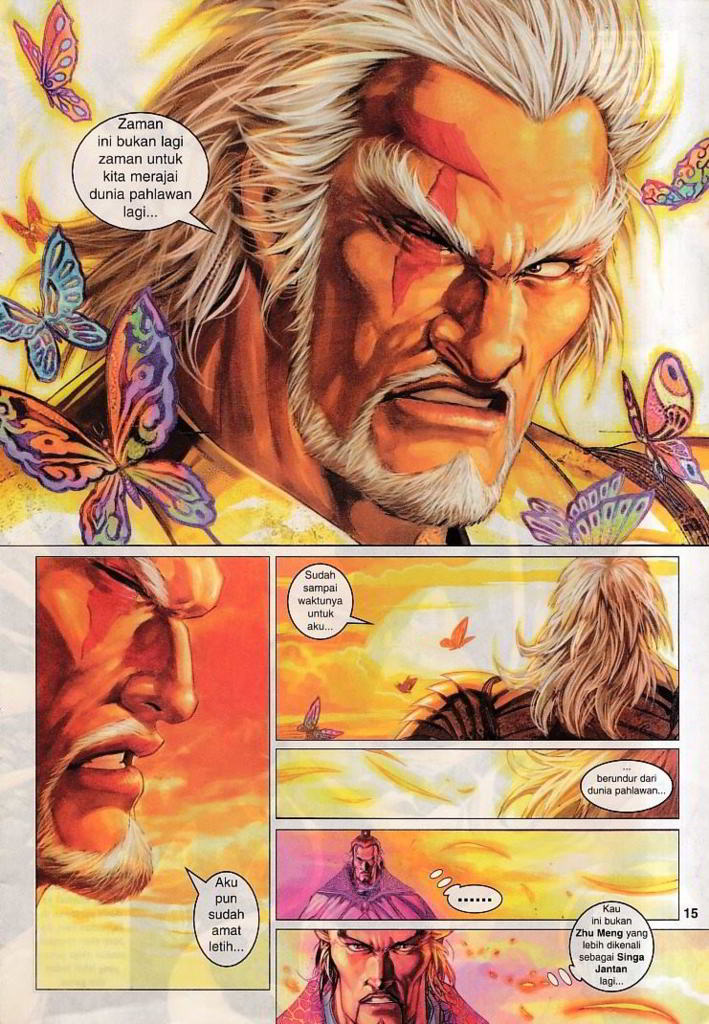 Zaman
ini bukan lagi
zaman untuk
kita merajai
dunia pahlawan
lagi...
Aku
pun
sudah
amat
letih...
Sudah
sampai
waktunya
untuk
aku...
...
berundur dari
dunia pahlawan...
......
Kau
ini bukan
Zhu Meng yang
lebih dikenali
sebagai Singa
Jantan
lagi...
15